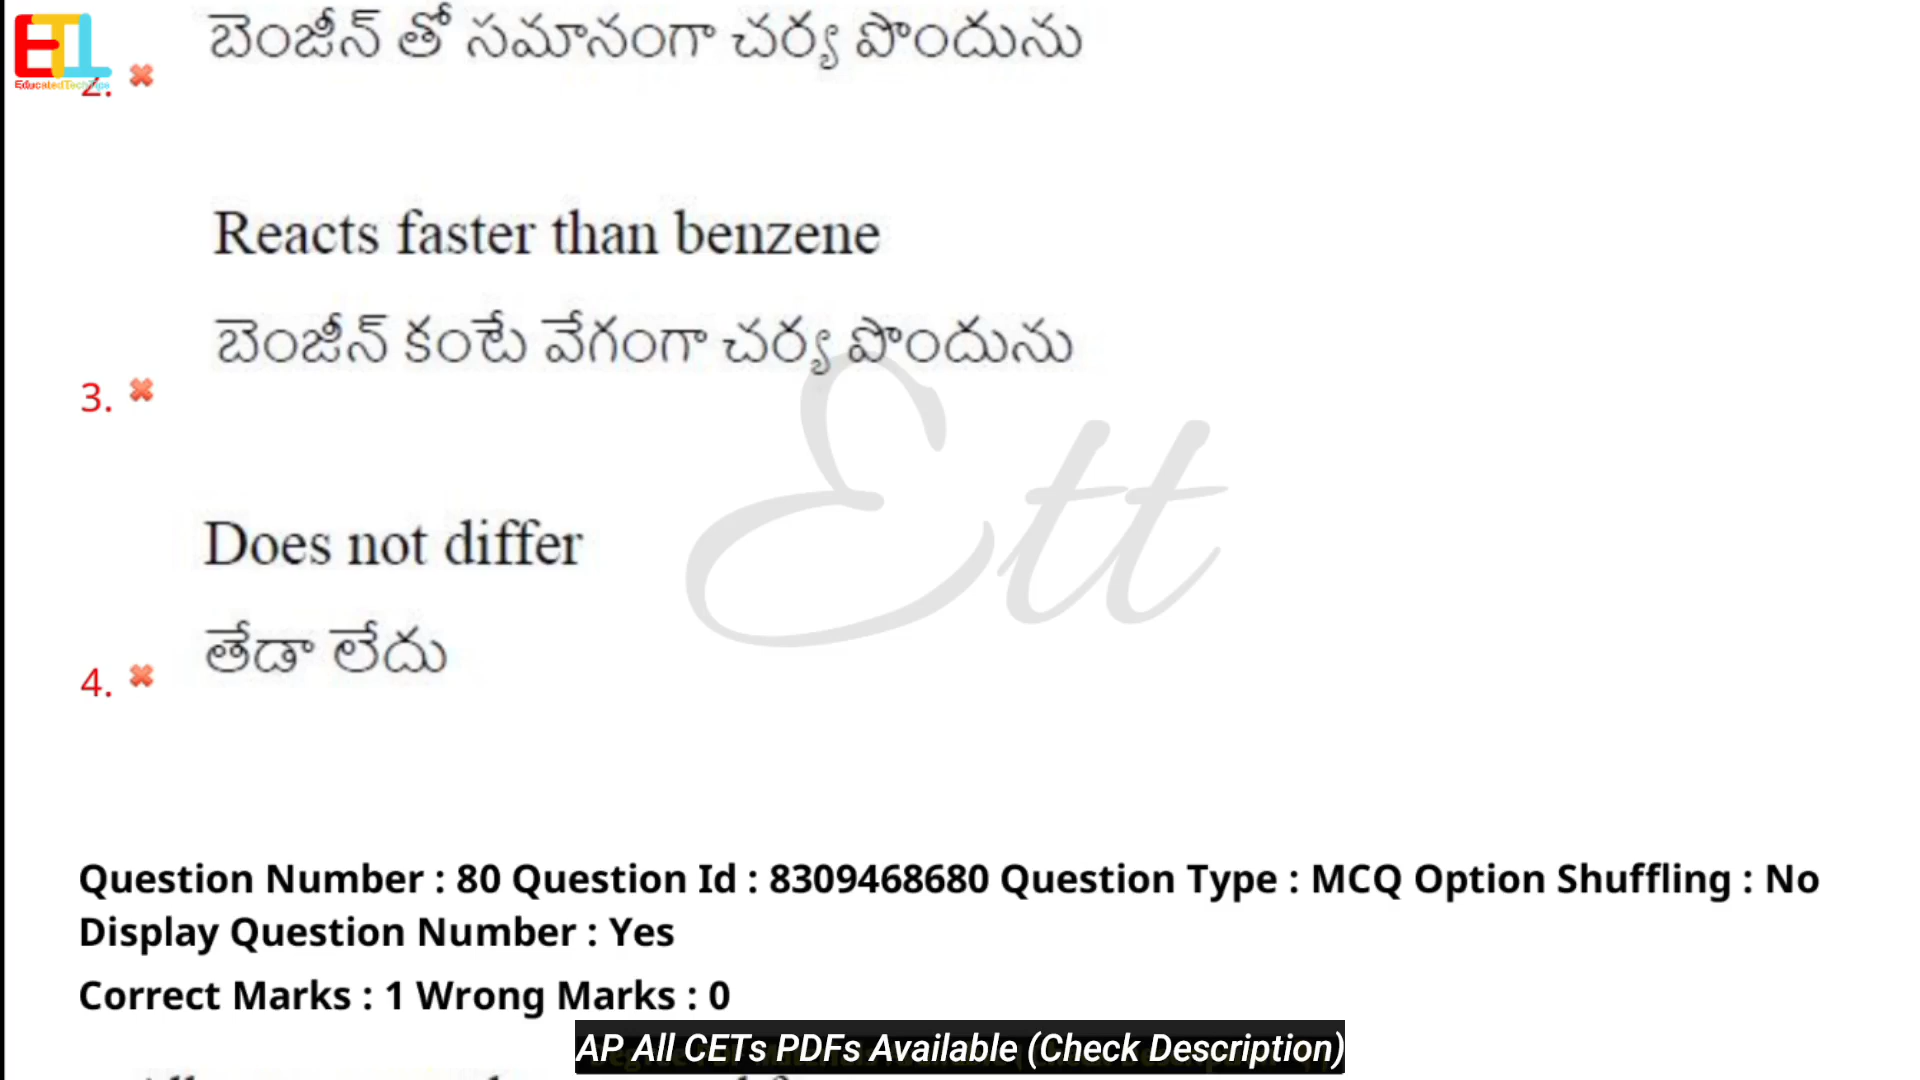 బెంజీన్ తో సమానంగా చర్య పొందును
EducatedTechTips
2.
Reacts faster than benzene
బెంజీన్ కంటే వేగంగా చర్య పొందును
3.
Ett
Does not differ
తేడా లేదు
4.
Question Number : 80 Question Id : 8309468680 Question Type : MCQ Option Shuffling : No
Display Question Number : Yes
Correct Marks : 1 Wrong Marks : 0
AP All CETs PDFs Available (Check Description)